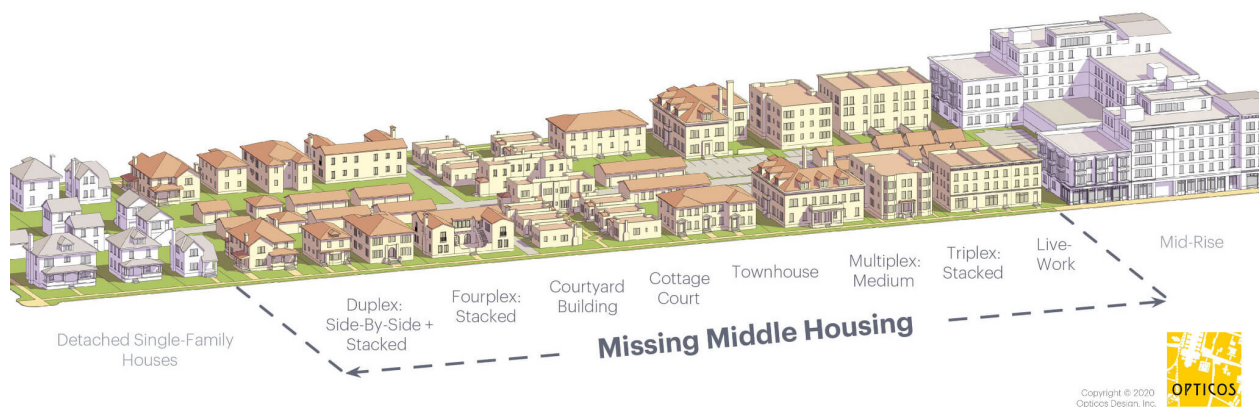 Detached Single-Family
Houses
Duplex:
Side-By-Side +
Stacked
Fourplex:
Stacked
Courtyard
Building
Cottage
Court
Townhouse
Multiplex:
Medium
Triplex:
Stacked
Live-
Work
Mid-Rise
Missing Middle Housing
Copyright © 2020
Opticos Design, Inc.
OPTICOS